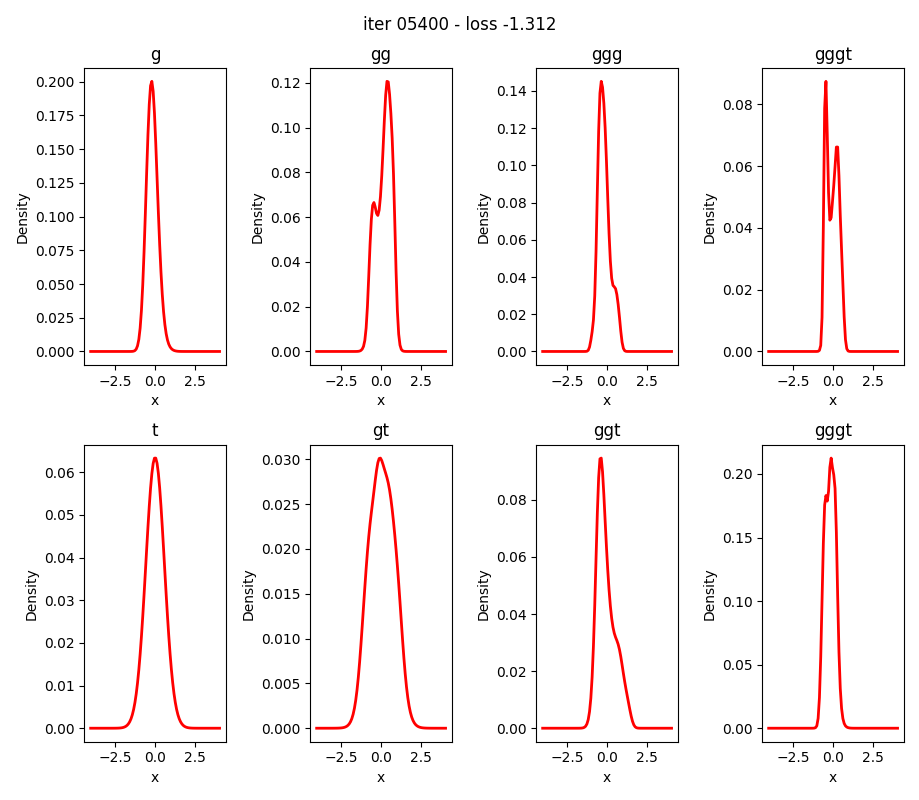 iter 05400 - loss -1.312
g
gg
ggg
gggt
0.200
0.175
0.150
0.125
0.100
0.075
0.050
0.025
0.000
Density
−2.5 0.0 2.5
x
0.12
0.10
0.08
0.06
0.04
0.02
0.00
Density
−2.5 0.0 2.5
x
0.14
0.12
0.10
0.08
0.06
0.04
0.02
0.00
Density
−2.5 0.0 2.5
x
0.08
0.06
0.04
0.02
0.00
Density
−2.5 0.0 2.5
x
t
gt
ggt
gggt
0.06
0.05
0.04
0.03
0.02
0.01
0.00
Density
−2.5 0.0 2.5
x
0.030
0.025
0.020
0.015
0.010
0.005
0.000
Density
−2.5 0.0 2.5
x
0.08
0.06
0.04
0.02
0.00
Density
−2.5 0.0 2.5
x
0.20
0.15
0.10
0.05
0.00
Density
−2.5 0.0 2.5
x